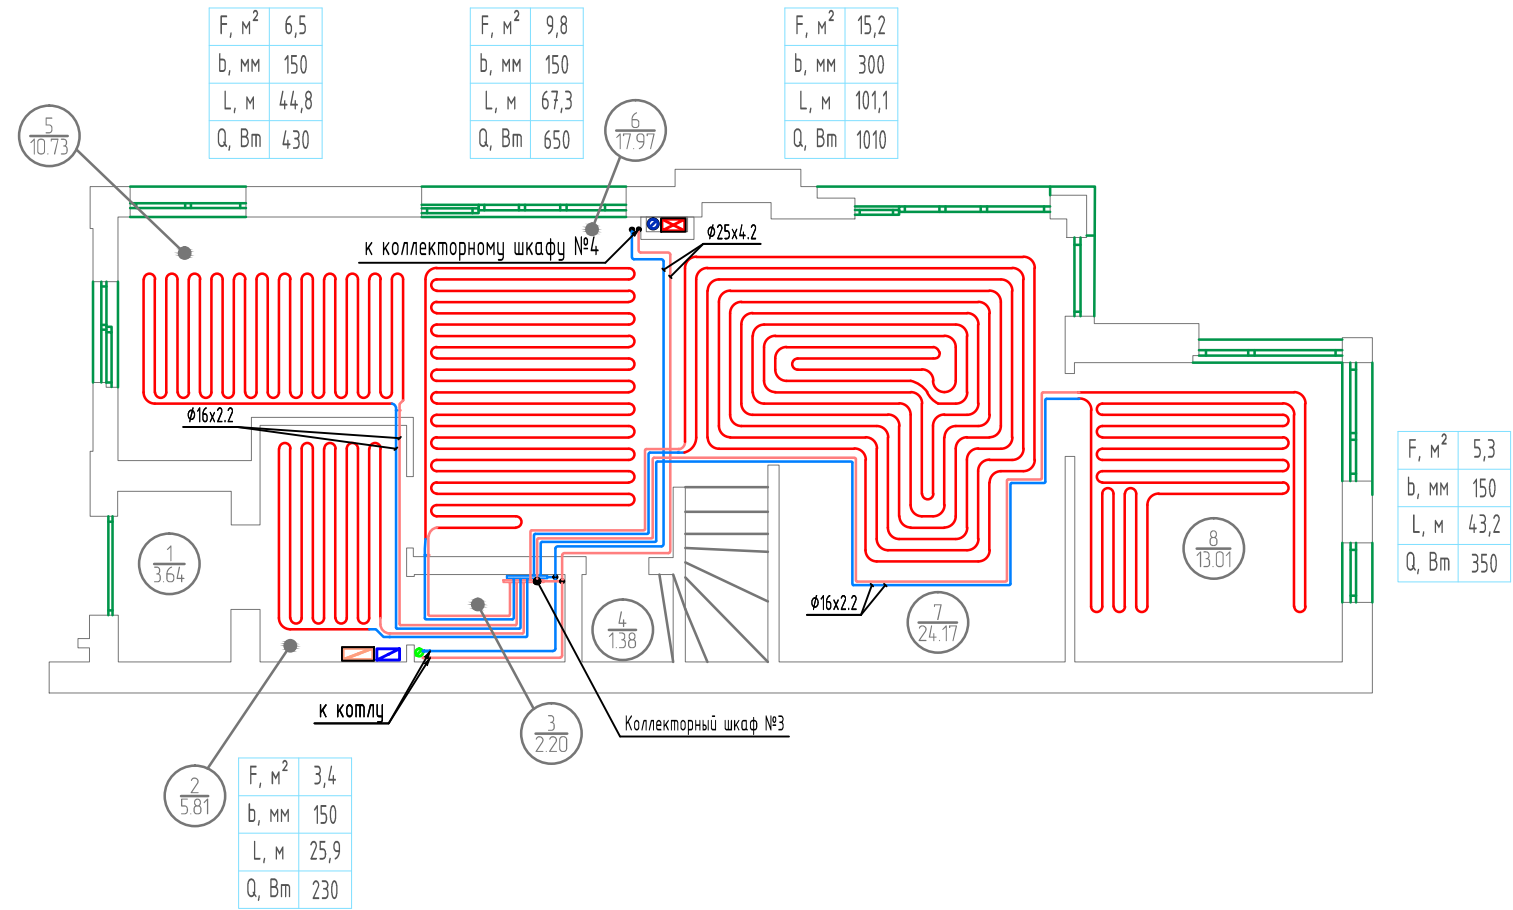 F, м² 6,5
b, мм 150
L, м 44,8
Q, Вт 430
F, м² 9,8
b, мм 150
L, м 67,3
Q, Вт 650
F, м² 15,2
b, мм 300
L, м 101,1
Q, Вт 1010
5
10.73
6
17.97
к коллекторному шкафу №4
Ø25x4.2
Ø16x2.2
F, м² 5,3
b, мм 150
L, м 43,2
Q, Вт 350
1
3.64
8
13.01
Ø16x2.2
4
1.38
7
24.17
к котлу
3
2.20
Коллекторный шкаф №3
2
5.81
F, м² 3,4
b, мм 150
L, м 25,9
Q, Вт 230